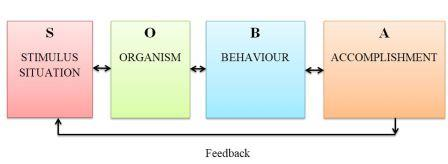 S
STIMULUS
SITUATION
O
ORGANISM
B
BEHAVIOUR
A
ACCOMPLISHMENT
Feedback